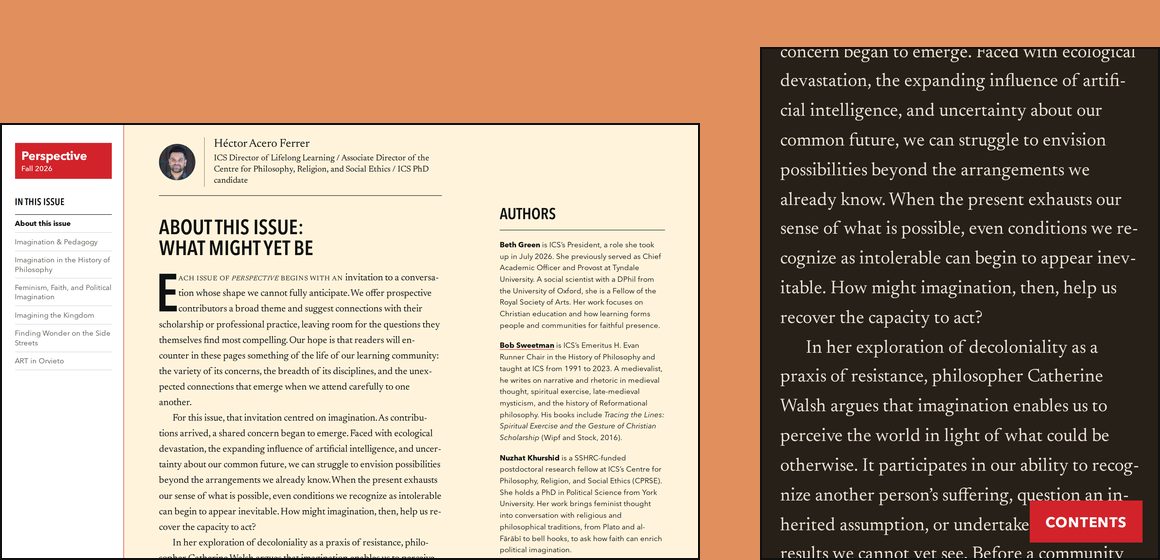 Perspective
Fall 2026
IN THIS ISSUE
About this issue
Imagination & Pedagogy
Imagination in the History of
Philosophy
Feminism, Faith, and Political
Imagination
Imagining the Kingdom
Finding Wonder on the Side
Streets
ART in Orvieto
Héctor Acero Ferrer
ICS Director of Lifelong Learning / Associate Director of the
Centre for Philosophy, Religion, and Social Ethics / ICS PhD
candidate
ABOUT THIS ISSUE:
WHAT MIGHT YET BE
EACH ISSUE OF PERSPECTIVE BEGINS WITH AN invitation to a conversa-
tion whose shape we cannot fully anticipate. We offer prospective
contributors a broad theme and suggest connections with their
scholarship or professional practice, leaving room for the questions they
themselves find most compelling. Our hope is that readers will en-
counter in these pages something of the life of our learning community:
the variety of its concerns, the breadth of its disciplines, and the unex-
pected connections that emerge when we attend carefully to one
another.
For this issue, that invitation centred on imagination. As contribu-
tions arrived, a shared concern began to emerge. Faced with ecological
devastation, the expanding influence of artificial intelligence, and uncer-
tainty about our common future, we can struggle to envision possibilities
beyond the arrangements we already know. When the present exhausts
our sense of what is possible, even conditions we recognize as intolerable
can begin to appear inevitable. How might imagination, then, help us re-
cover the capacity to act?
In her exploration of decoloniality as a praxis of resistance, philo-
sopher Catherine Walsh argues that imagination enables us to perceive
AUTHORS
Beth Green is ICS's President, a role she took
up in July 2026. She previously served as Chief
Academic Officer and Provost at Tyndale
University. A social scientist with a DPhil from
the University of Oxford, she is a Fellow of the
Royal Society of Arts. Her work focuses on
Christian education and how learning forms
people and communities for faithful presence.
Bob Sweetman is ICS's Emeritus H. Evan
Runner Chair in the History of Philosophy and
taught at ICS from 1991 to 2023. A medievalist,
he writes on narrative and rhetoric in medieval
thought, spiritual exercise, late-medieval
mysticism, and the history of Reformational
philosophy. His books include Tracing the Lines:
Spiritual Exercise and the Gesture of Christian
Scholarship (Wipf and Stock, 2016).
Nuzhat Khurshid is a SSHRC-funded
postdoctoral research fellow at ICS's Centre for
Philosophy, Religion, and Social Ethics (CPRSE).
She holds a PhD in Political Science from York
University. Her work brings feminist thought
into conversation with religious and
philosophical traditions, from Plato and al-
Fārābī to bell hooks, to ask how faith can enrich
political imagination.
concern began to emerge. Faced with ecological
devastation, the expanding influence of artifi-
cial intelligence, and uncertainty about our
common future, we can struggle to envision
possibilities beyond the arrangements we
already know. When the present exhausts our
sense of what is possible, even conditions we re-
cognize as intolerable can begin to appear inev-
itable. How might imagination, then, help us
recover the capacity to act?
In her exploration of decoloniality as a
praxis of resistance, philosopher Catherine
Walsh argues that imagination enables us to
perceive the world in light of what could be
otherwise. It participates in our ability to recog-
nize another person's suffering, question an in-
herited assumption, or undertake
results we cannot yet see. Before a community
CONTENTS